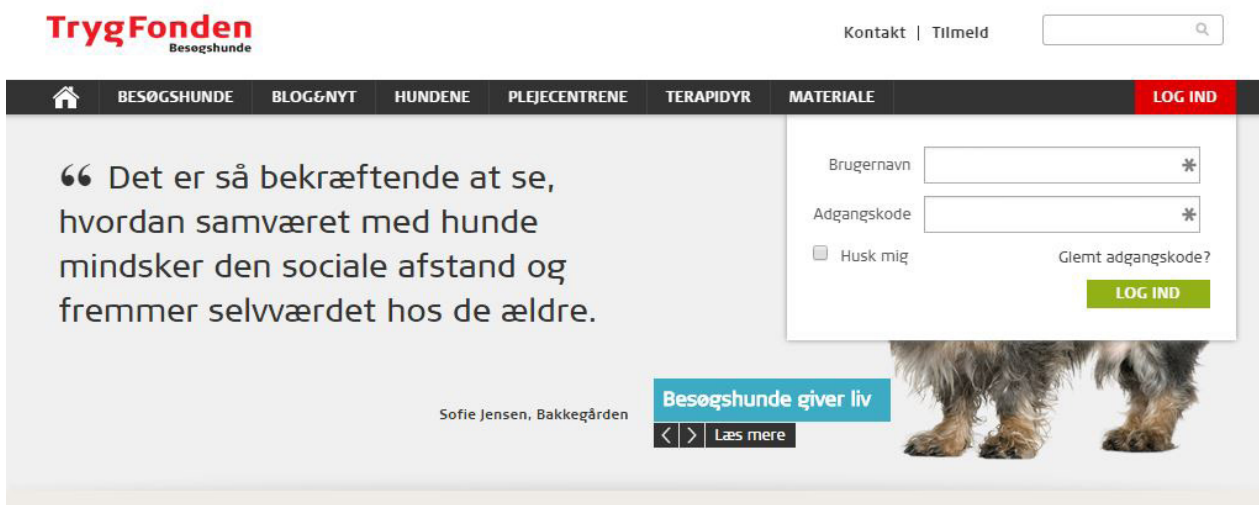 TrygFonden
Besøgshunde
Kontakt | Tilmeld
BESØGSHUNDE BLOG&NYT HUNDENE PLEJECENTRENE TERAPIDYR MATERIALE LOG IND
“ Det er så bekræftende at se,
hvordan samværet med hunde
mindsker den sociale afstand og
fremmer selvværdet hos de ældre.
Sofie Jensen, Bakkegården
Brugernavn
Adgangskode
Husk mig Glemt adgangskode?
LOG IND
Besøgshunde giver liv
< > Læs mere